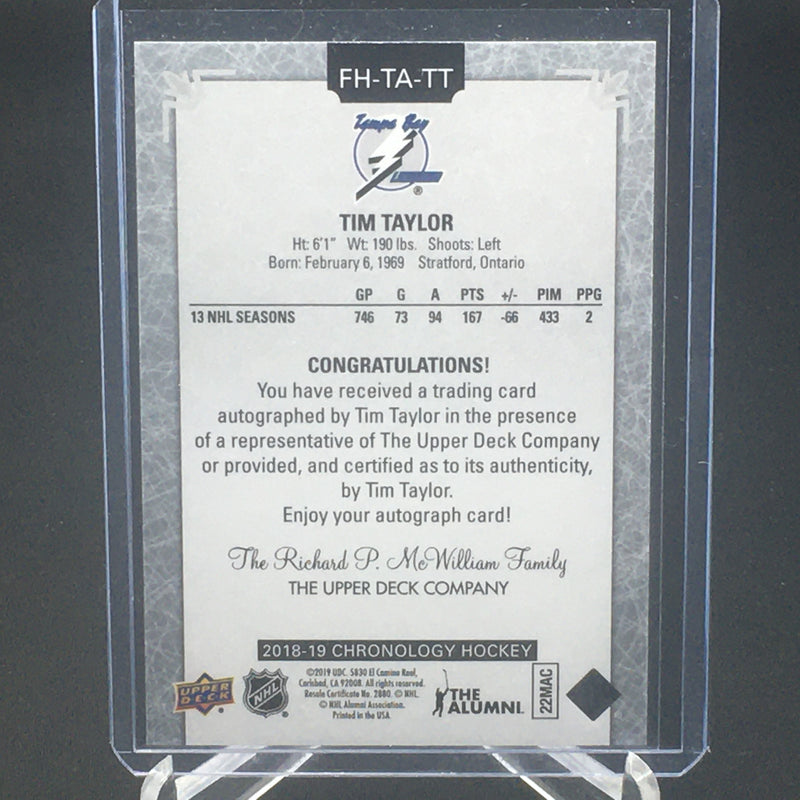 FH-TA-TT
Tampa Bay
LIGHTNING
®
TIM TAYLOR
Ht: 6'1" Wt: 190 lbs. Shoots: Left
Born: February 6, 1969 Stratford, Ontario
GP G A PTS +/- PIM PPG
13 NHL SEASONS 746 73 94 167 -66 433 2
CONGRATULATIONS!
You have received a trading card
autographed by Tim Taylor in the presence
of a representative of The Upper Deck Company
or provided, and certified as to its authenticity,
by Tim Taylor.
Enjoy your autograph card!
The Richard P. McWilliam Family
THE UPPER DECK COMPANY
2018-19 CHRONOLOGY HOCKEY
UPPER
DECK
NHL
®
©2019 UDC. 5830 El Camino Real,
Carlsbad, CA 92008. All rights reserved.
Resale Certificate No. 2880. © NHL.
© NHL Alumni Association.
Printed in the USA
THE
ALUMNI.
22MAC